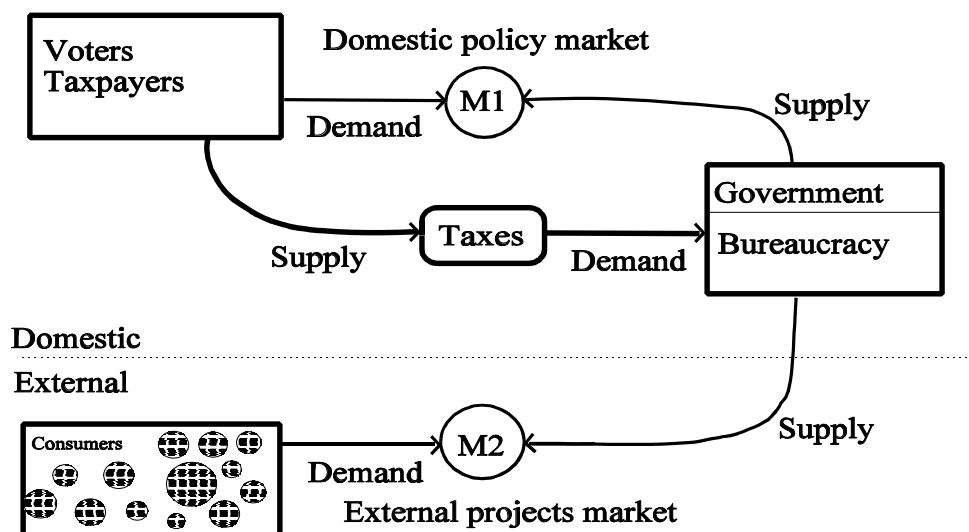 Voters
Taxpayers
Domestic policy market
M1
Demand
Supply
Government
Bureaucracy
Taxes
Supply
Demand
Domestic
External
Consumers
M2
Demand
Supply
External projects market